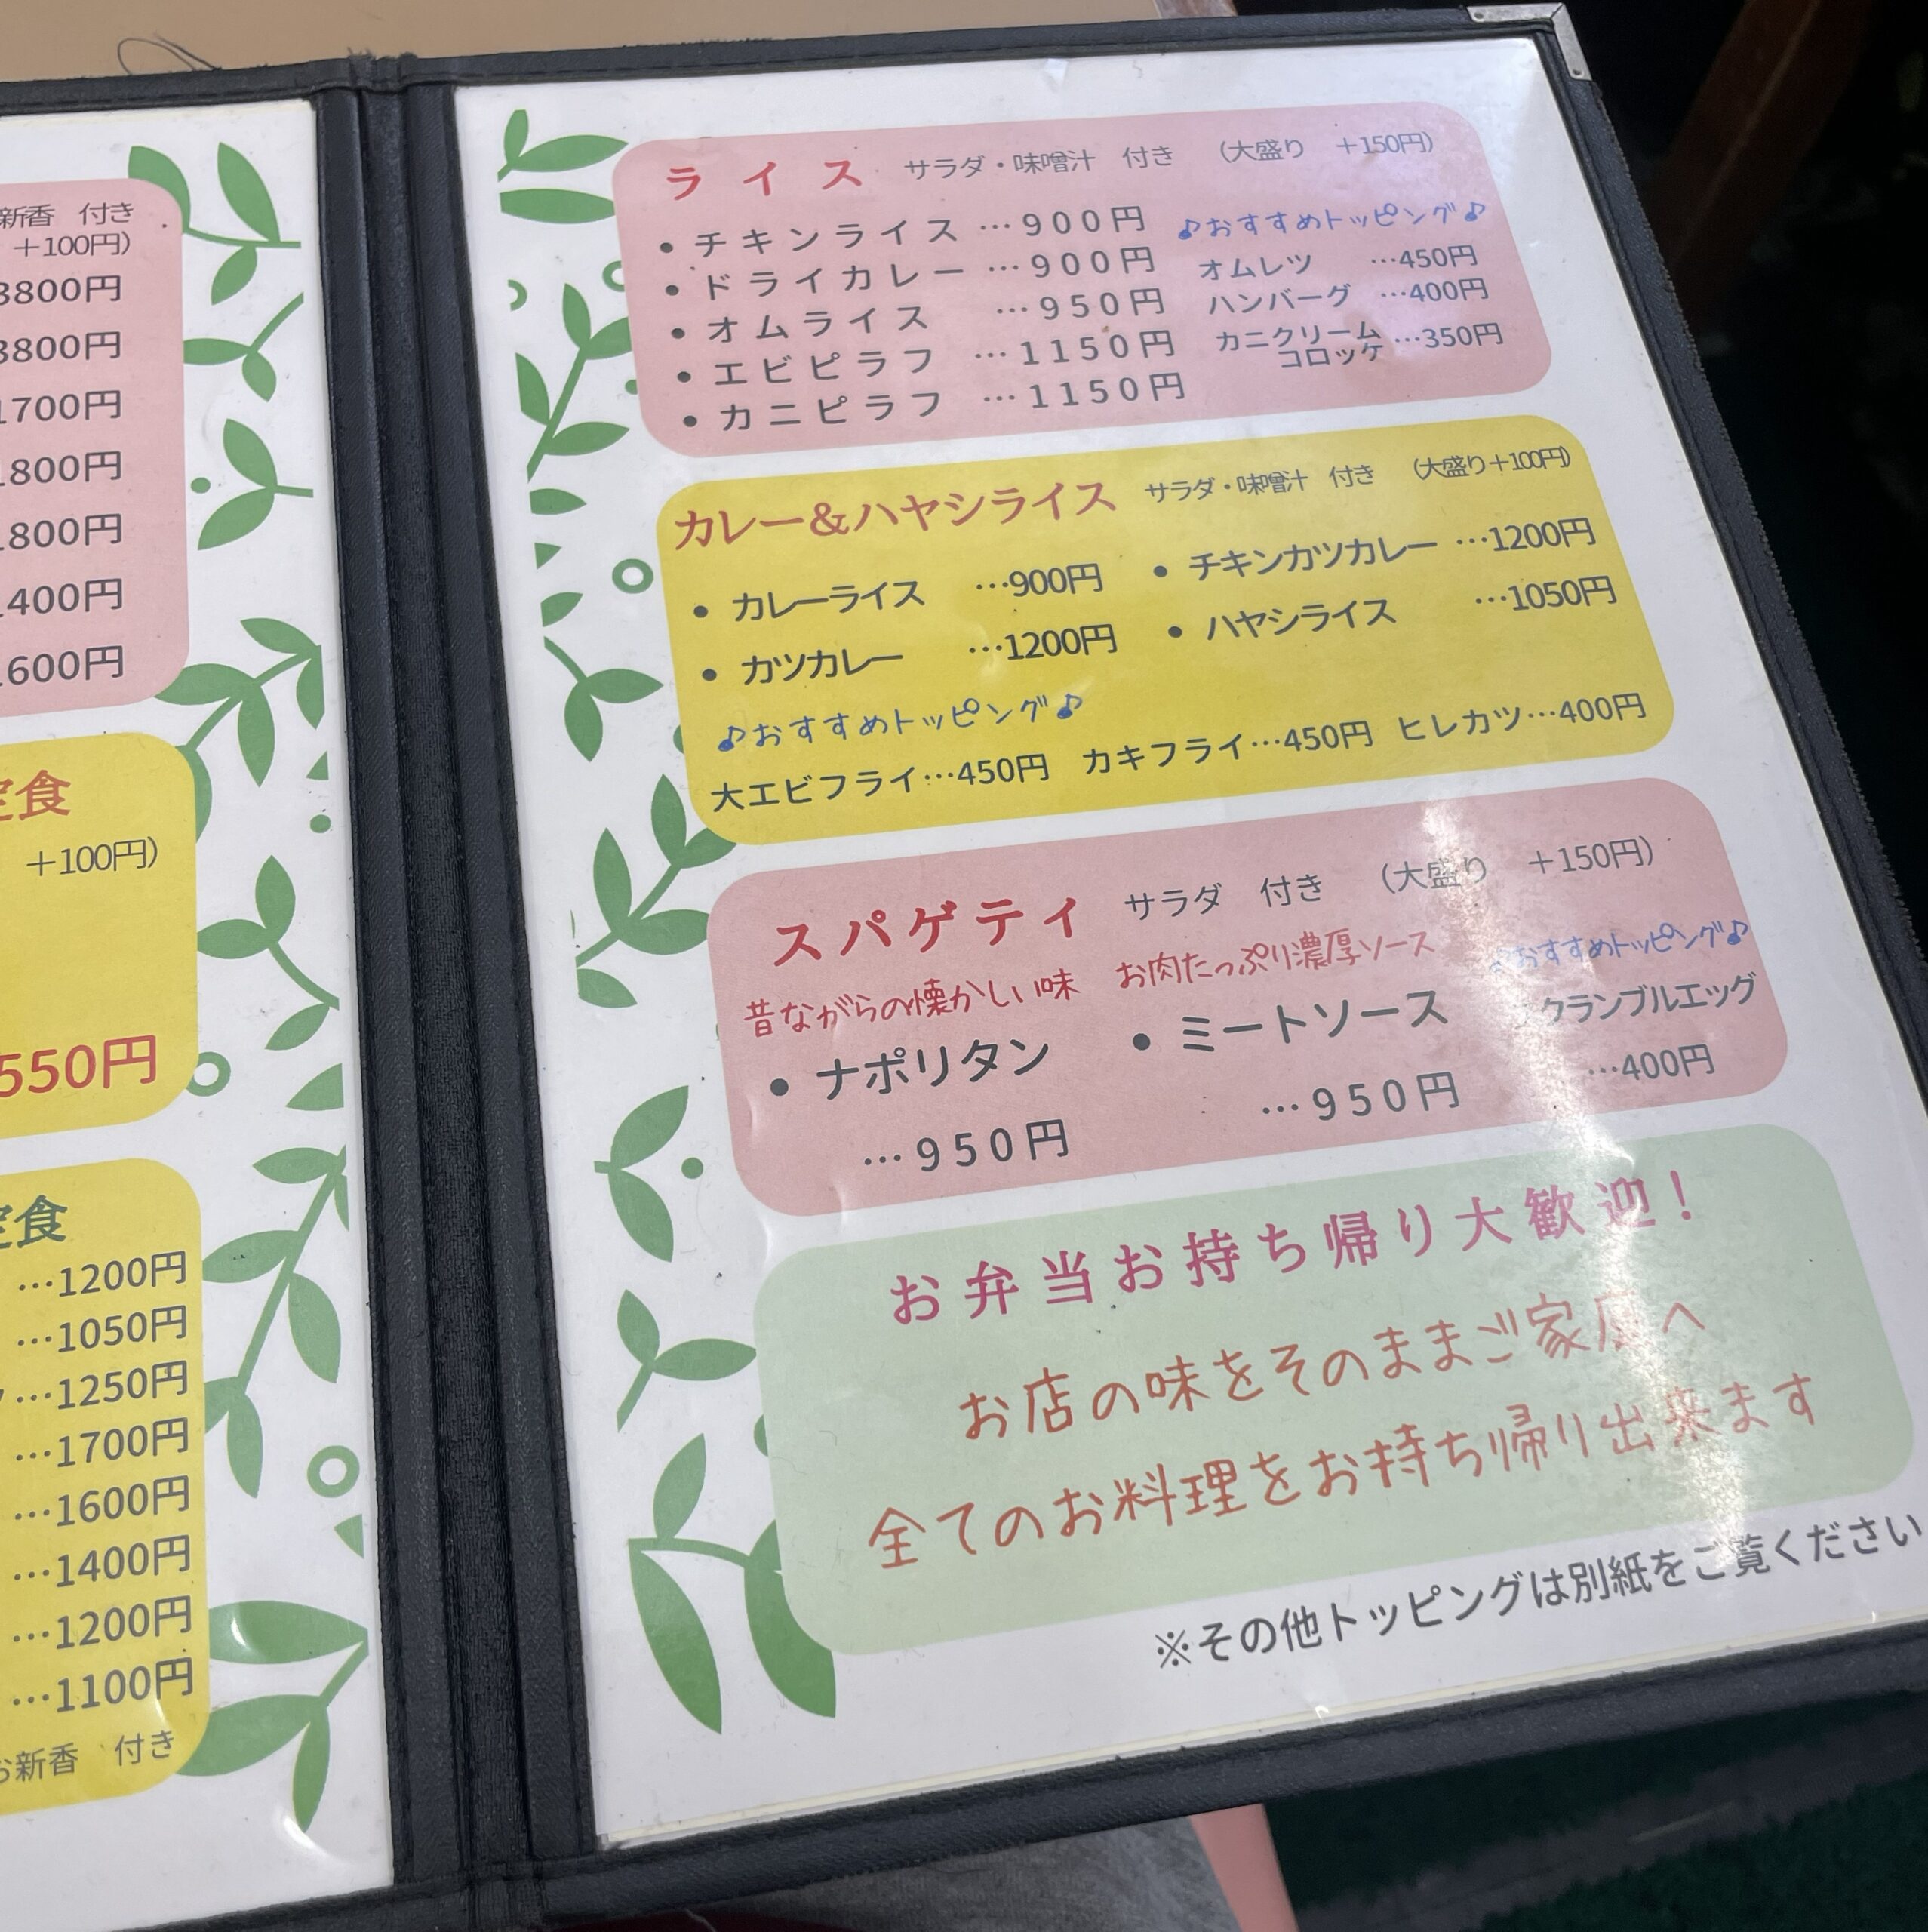 新香 付き
＋100円）
3800円
3800円
1700円
1800円
1800円
1400円
1600円
定食
＋100円）
550円
定食
…1200円
…1050円
…1250円
…1700円
…1600円
…1400円
…1200円
…1100円
お新香 付き
ライス サラダ・味噌汁 付き （大盛り ＋150円）
• チキンライス …900円
• ドライカレー …900円
• オムライス …950円
• エビピラフ …1150円
• カニピラフ …1150円
♪おすすめトッピング♪
オムレツ …450円
ハンバーグ …400円
カニクリーム
コロッケ …350円
カレー＆ハヤシライス サラダ・味噌汁 付き （大盛り＋100円）
• カレーライス …900円 • チキンカツカレー …1200円
• カツカレー …1200円 • ハヤシライス …1050円
♪おすすめトッピング♪
大エビフライ…450円 カキフライ…450円 ヒレカツ…400円
スパゲティ サラダ 付き （大盛り ＋150円）
昔ながらの懐かしい味 お肉たっぷり濃厚ソース ♪おすすめトッピング♪
• ナポリタン • ミートソース クランブルエッグ
…950円 …950円 …400円
お弁当お持ち帰り大歓迎！
お店の味をそのままご家庭へ
全てのお料理をお持ち帰り出来ます
※その他トッピングは別紙をご覧ください